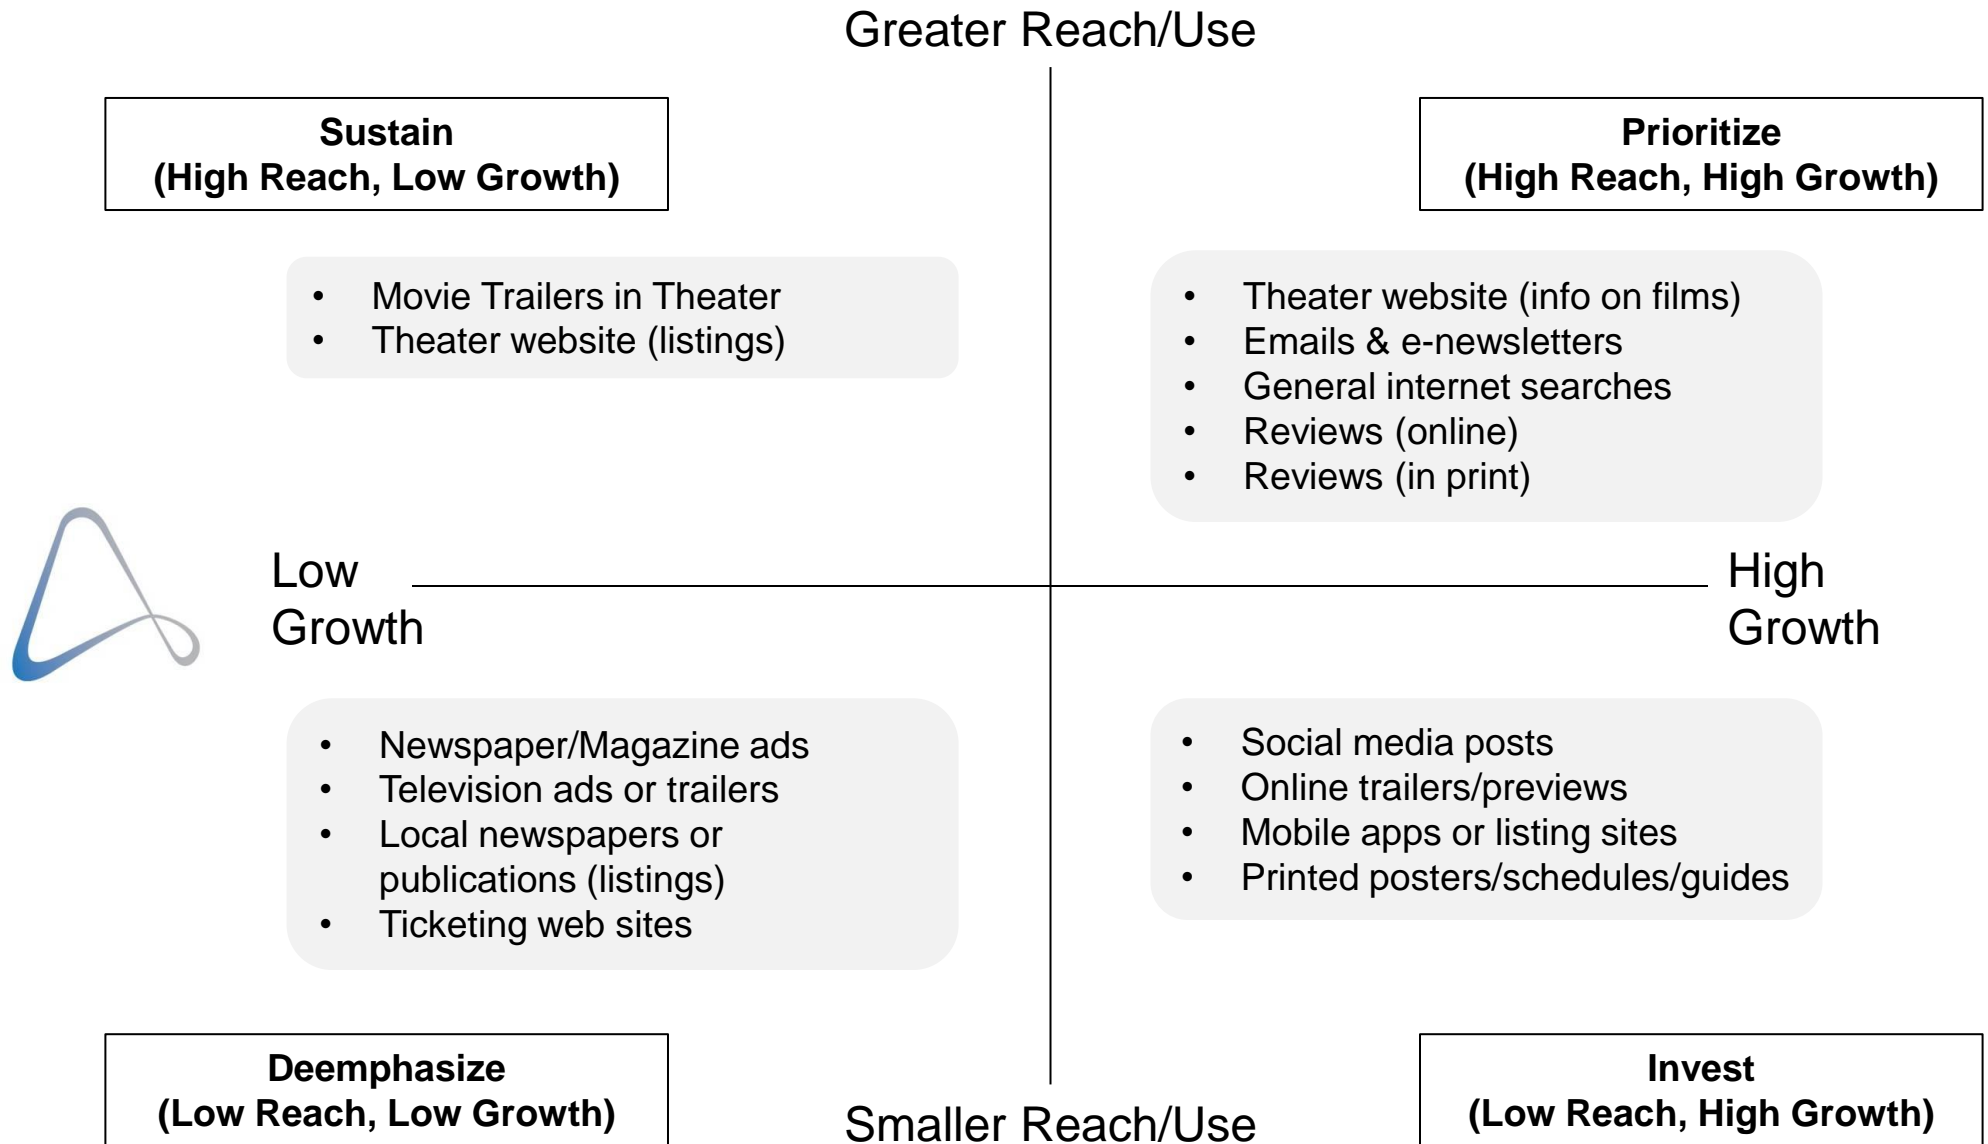 Greater Reach/Use
Sustain
(High Reach, Low Growth)
Prioritize
(High Reach, High Growth)
• Movie Trailers in Theater
• Theater website (listings)
• Theater website (info on films)
• Emails & e-newsletters
• General internet searches
• Reviews (online)
• Reviews (in print)
Low
Growth
High
Growth
• Newspaper/Magazine ads
• Television ads or trailers
• Local newspapers or
publications (listings)
• Ticketing web sites
• Social media posts
• Online trailers/previews
• Mobile apps or listing sites
• Printed posters/schedules/guides
Deemphasize
(Low Reach, Low Growth)
Smaller Reach/Use
Invest
(Low Reach, High Growth)